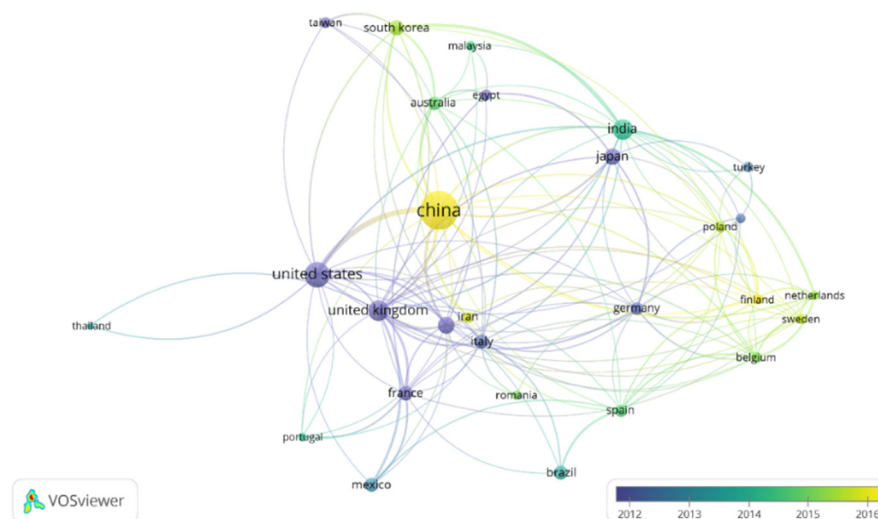 taiwan
south korea
malaysia
australia
egypt
india
japan
turkey
china
poland
united states
united kingdom
iran
germany
finland
netherlands
sweden
thailand
italy
belgium
france
romania
spain
portugal
brazil
mexico
VOSviewer
2012 2013 2014 2015 2016